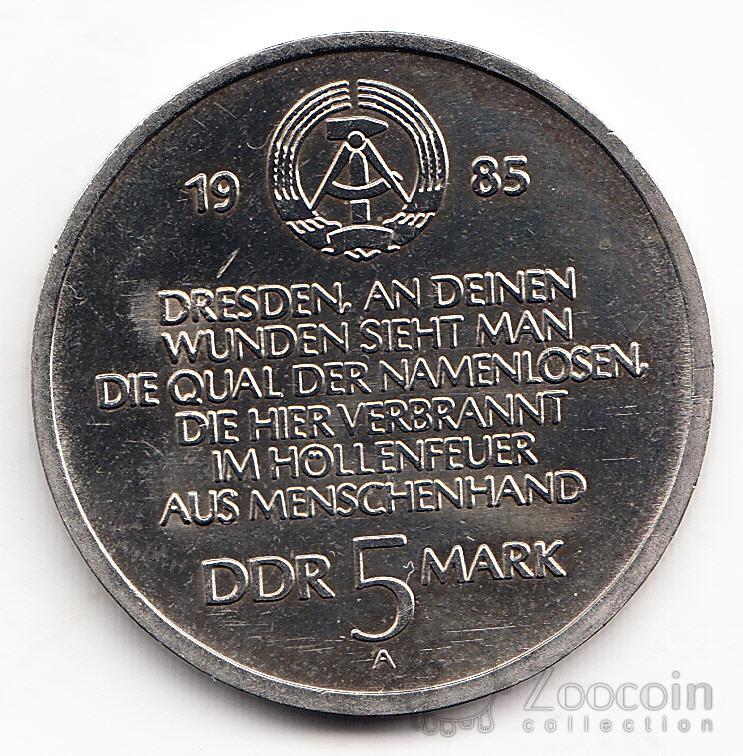 19 85
DRESDEN, AN DEINEN
WUNDEN SIEHT MAN
DIE QUAL DER NAMENLOSEN,
DIE HIER VERBRANNT
IM HÖLLENFEUER
AUS MENSCHENHAND
DDR 5 MARK
A
Zoocoin
collection